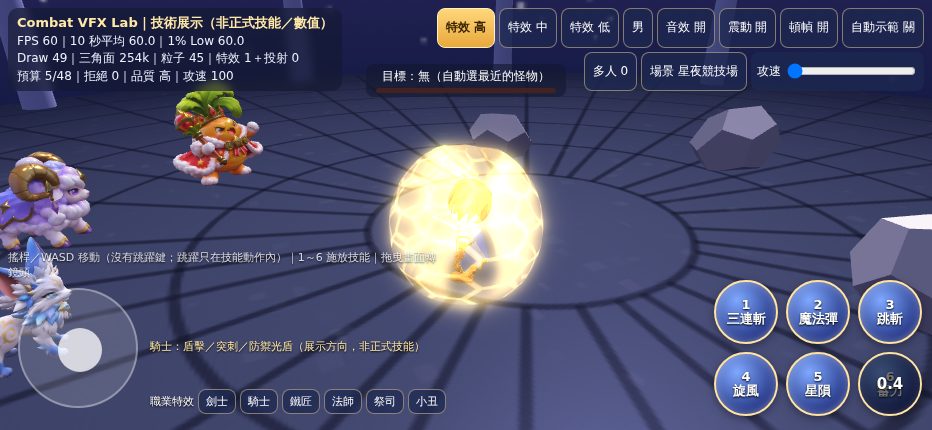 Combat VFX Lab｜技術展示（非正式技能／數值）
FPS 60｜10 秒平均 60.0｜1% Low 60.0
Draw 49｜三角面 254k｜粒子 45｜特效 1＋投射 0
預算 5/48｜拒絕 0｜品質 高｜攻速 100
特效 高
特效 中
特效 低
男
音效 開
震動 開
頓幀 開
自動示範 關
目標：無（自動選最近的怪物）
多人 0
場景 星夜競技場
攻速
搖桿／WASD 移動（沒有跳躍鍵；跳躍只在技能動作內）｜1～6 施放技能｜拖曳畫面轉
鏡頭
1
三連斬
2
魔法彈
3
跳斬
騎士：盾擊／突刺／防禦光盾（展示方向，非正式技能）
4
旋風
5
星隕
6
0.4
職業特效
劍士
騎士
鐵匠
法師
祭司
小丑